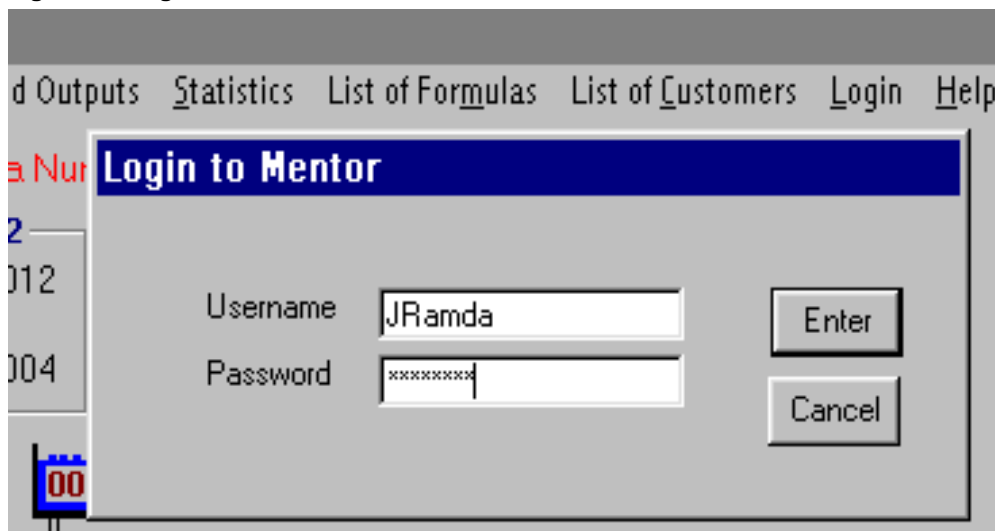 d Outputs Statistics List of Formulas List of Customers Login Help
a Nur
Login to Mentor
2
012
Username JRamda Enter
004
Password ********
Cancel
00